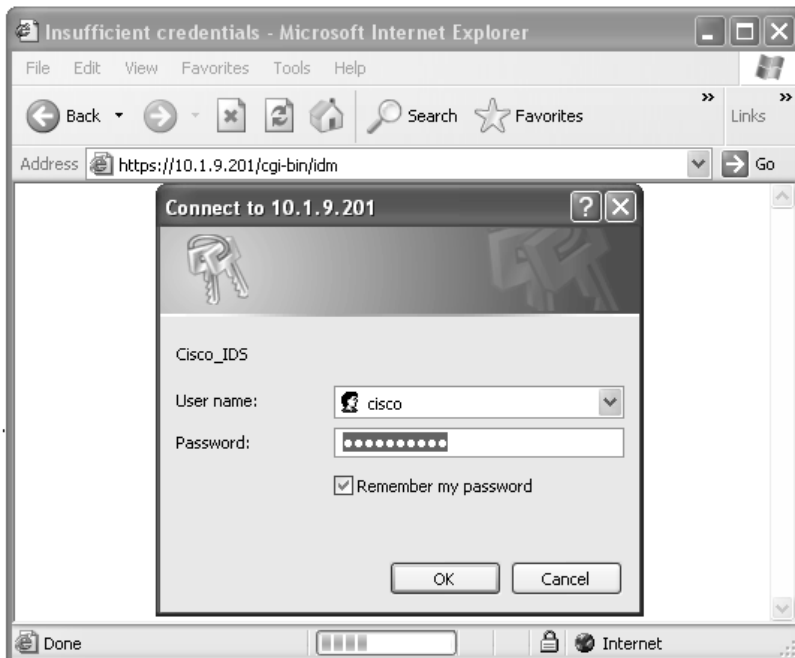 Insufficient credentials - Microsoft Internet Explorer
File Edit View Favorites Tools Help
Back Search Favorites » Links »
Address https://10.1.9.201/cgi-bin/idm Go
Connect to 10.1.9.201
Cisco_IDS
User name: cisco
Password: ●●●●●●●●●●
Remember my password
OK Cancel
Done Internet